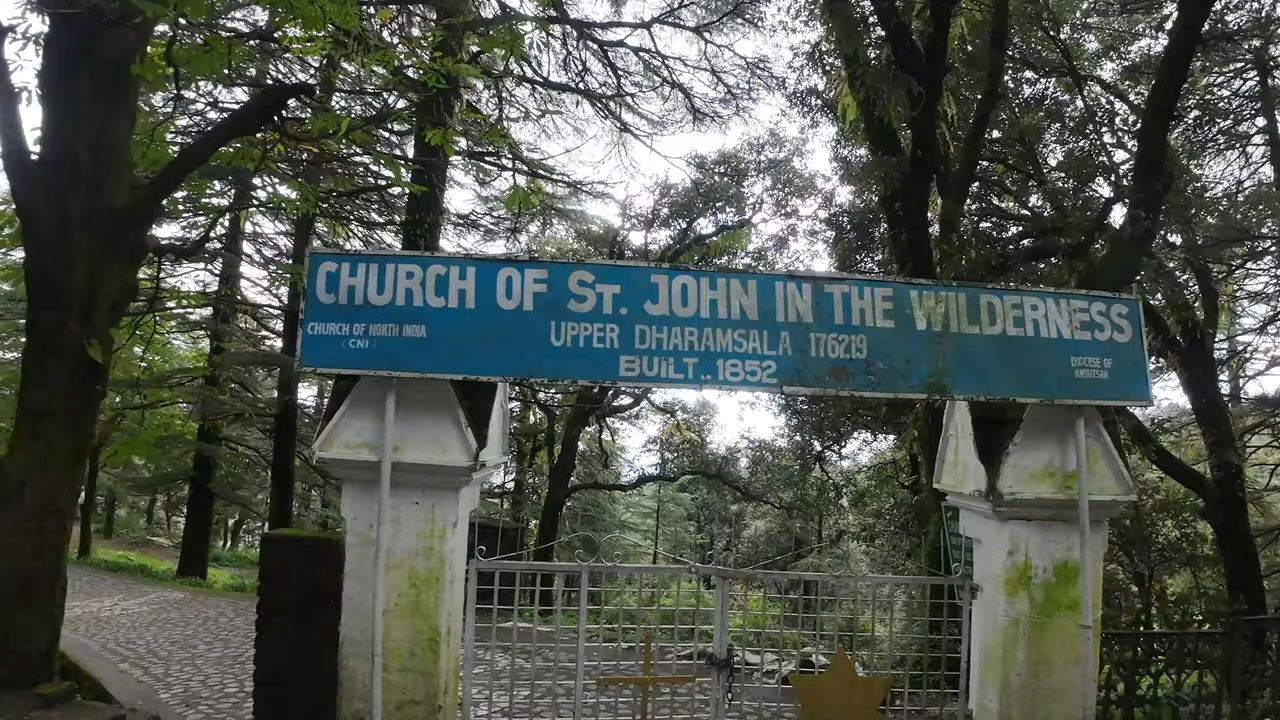 CHURCH OF ST. JOHN IN THE WILDERNESS
CHURCH OF NORTH INDIA
(CNI)
UPPER DHARAMSALA 176219
BUILT..1852
DIOCESE OF
AMRITSAR